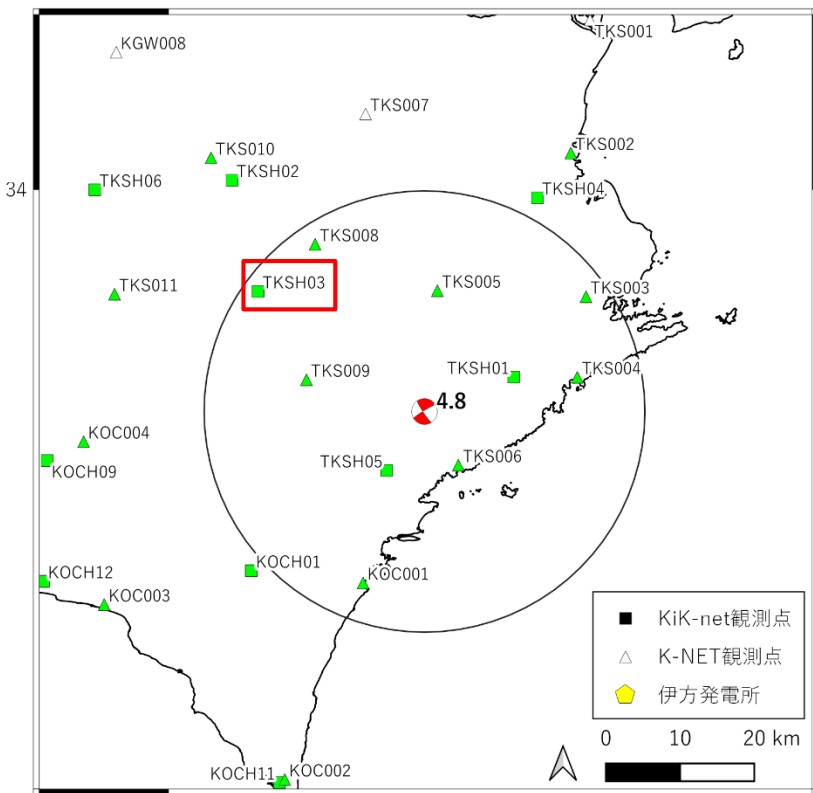 TKS001
KGW008
TKS007
TKS002
TKS010
TKSH02
TKSH06
TKSH04
34
TKS008
TKSH03
TKS005
TKS003
TKS011
TKS009
TKSH01
TKS004
4.8
KOC004
KOCH09
TKSH05
TKS006
KOCH12
KOCH01
KOC001
KOC003
KiK-net観測点
K-NET観測点
伊方発電所
0 10 20 km
KOCH11
KOC002